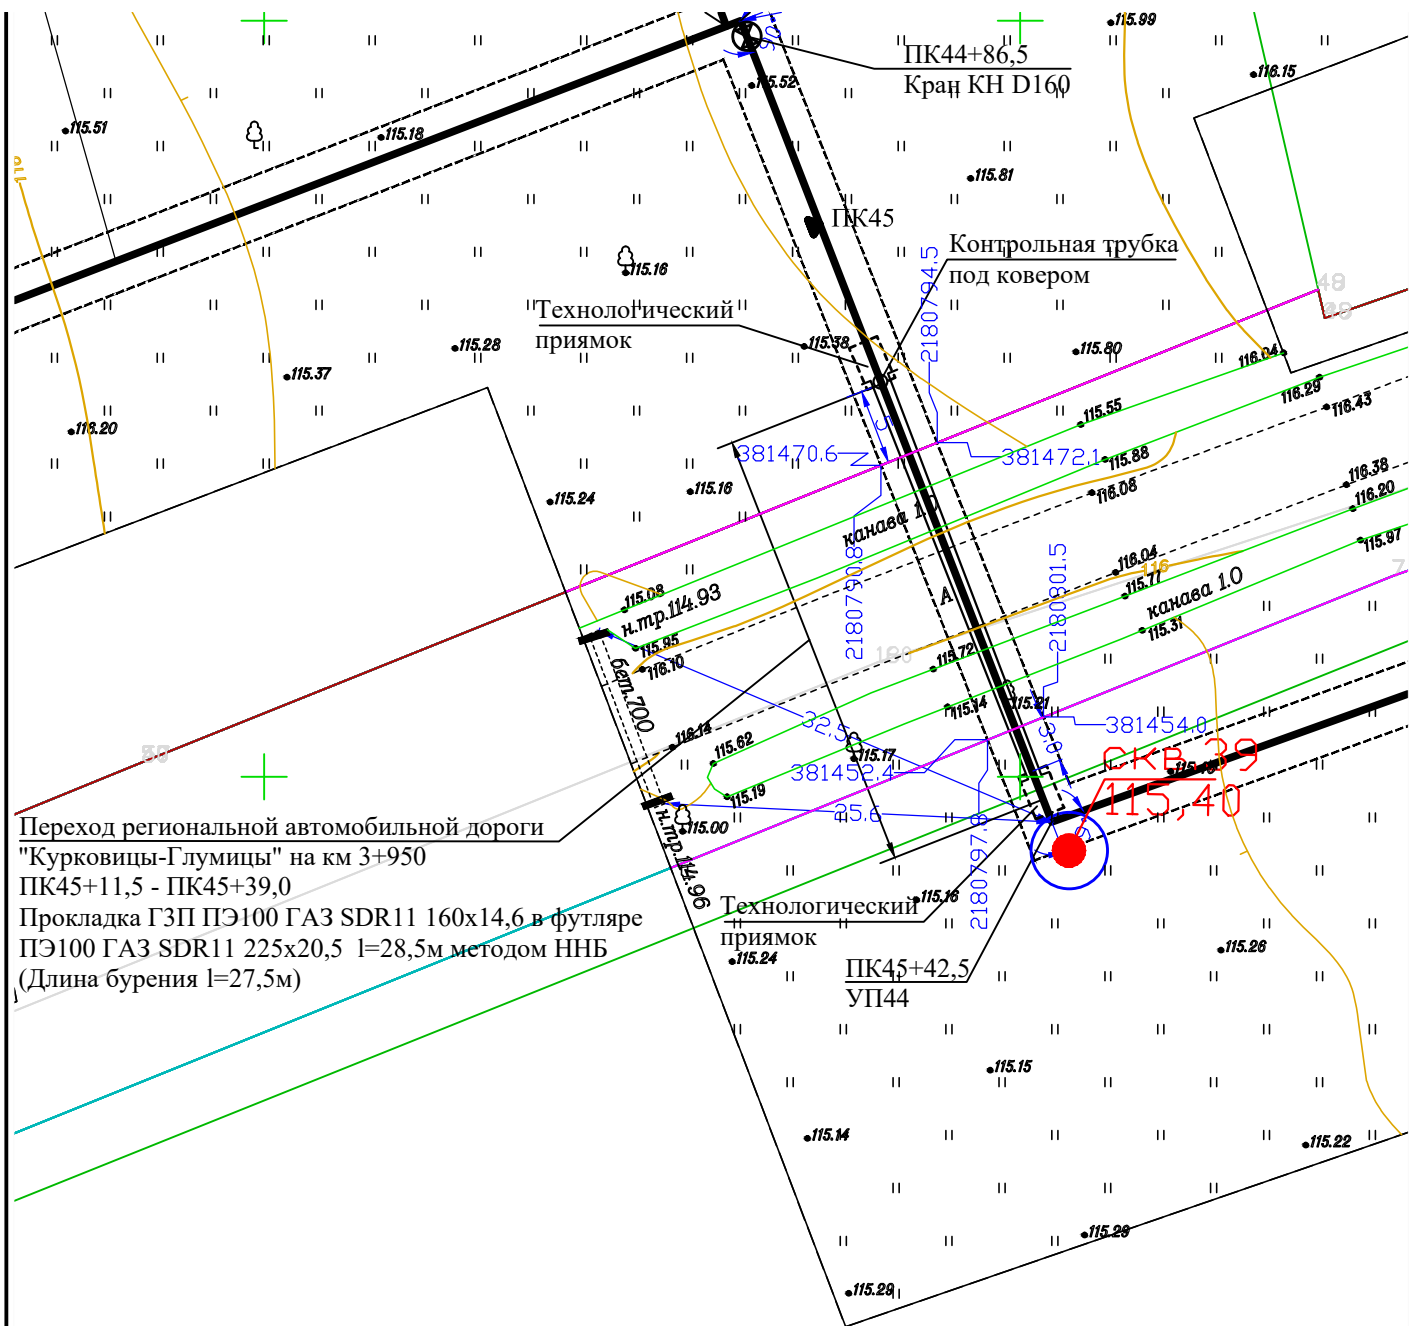 115.99
ПК44+86,5
Кран КН D160
90
115.52
116.15
115.51
115.18
115.81
ПК45
Контрольная трубка
под ковером
2180794.5
115.16
Технологический
приямок
115.28
115.38
115.80
116.04
115.37
116.29
116.43
116.20
115.55
5
381470.6
381472.1
115.88
115.24
115.16
116.08
116.38
116.20
канава 1.0
115.97
2180790.8
2180801.5
116.04
116
115.77
115.08
н.тр.114.93
А
канава 1.0
115.31
115.95
116.10
115.72
бет.700
115.14
115.21
116.14
32.5
3.0
381454.0
115.62
115.17
381452.4
СКВ.39
115,40
115.19
25.6
115.00
н.тр.114.96
2180797.8
Переход региональной автомобильной дороги
"Курковицы-Глумицы" на км 3+950
ПК45+11,5 - ПК45+39,0
Прокладка ГЗП ПЭ100 ГАЗ SDR11 160х14,6 в футляре
ПЭ100 ГАЗ SDR11 225х20,5 l=28,5м методом ННБ
(Длина бурения l=27,5м)
Технологический
приямок
115.16
115.24
ПК45+42,5
УП44
115.26
115.15
115.14
115.22
115.29
115.29